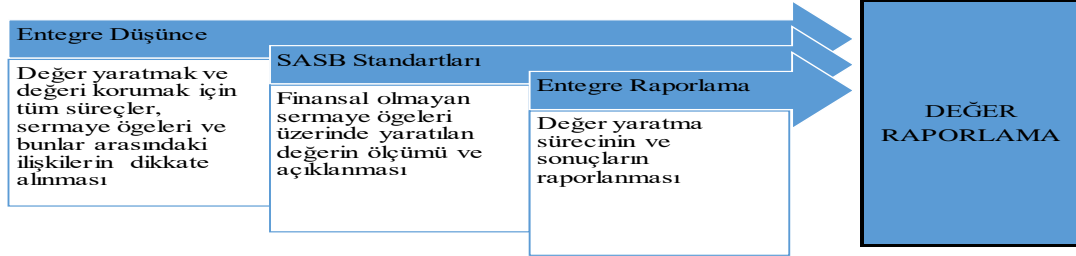 Entegre Düşünce
Değer yaratmak ve
değeri korumak için
tüm süreçler,
sermaye ögeleri ve
bunlar arasındaki
ilişkilerin dikkate
alınması
SASB Standartları
Finansal olmayan
sermaye ögeleri
üzerinde yaratılan
değerin ölçümü ve
açıklanması
Entegre Raporlama
Değer yaratma
sürecinin ve
sonuçların
raporlanması
DEĞER
RAPORLAMA